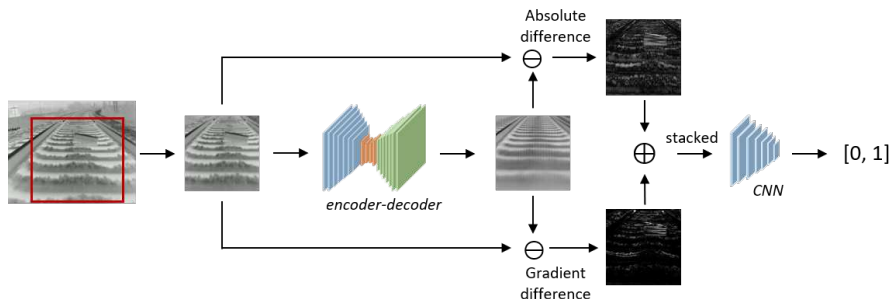 Absolute
difference
stacked
[0, 1]
encoder-decoder
CNN
Gradient
difference